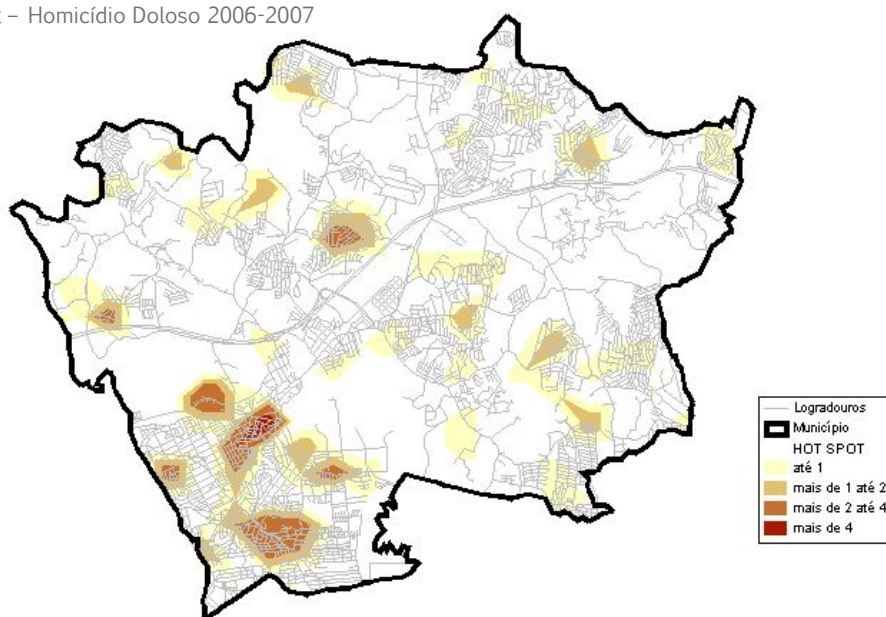 – Homicídio Doloso 2006-2007
Logradouros
Município
HOT SPOT
até 1
mais de 1 até 2
mais de 2 até 4
mais de 4